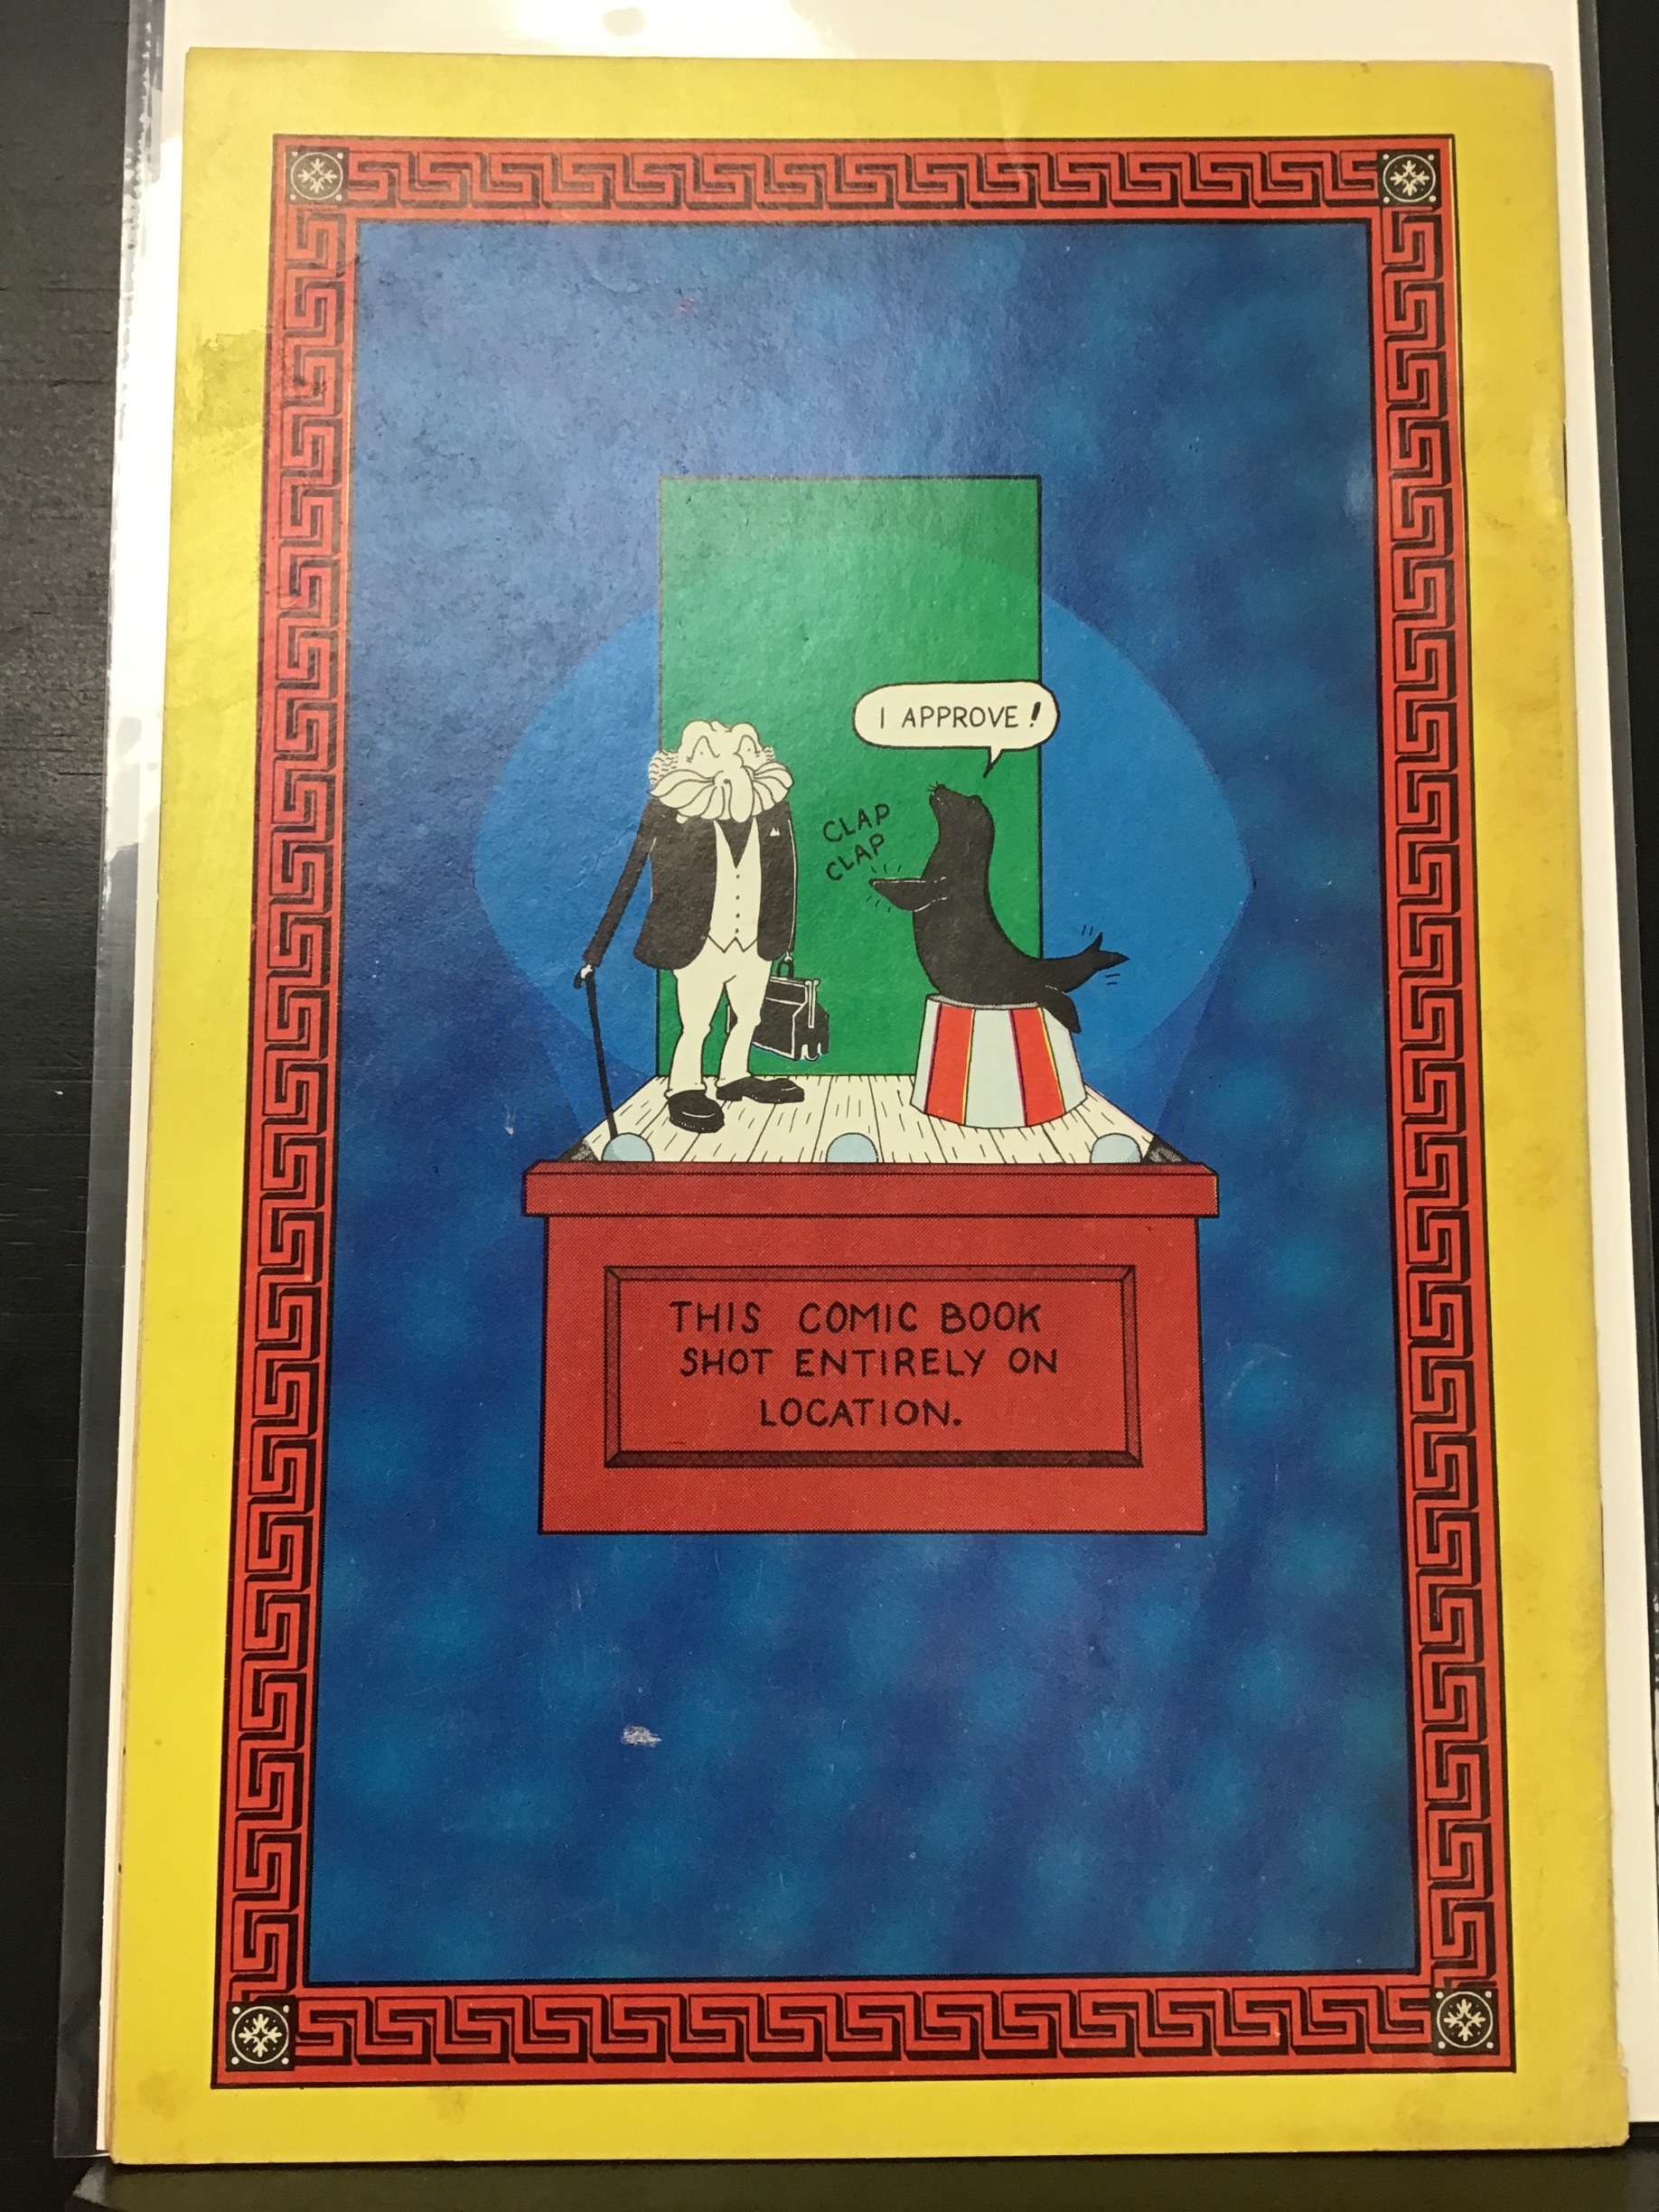 I APPROVE!
CLAP
CLAP
THIS COMIC BOOK
SHOT ENTIRELY ON
LOCATION.